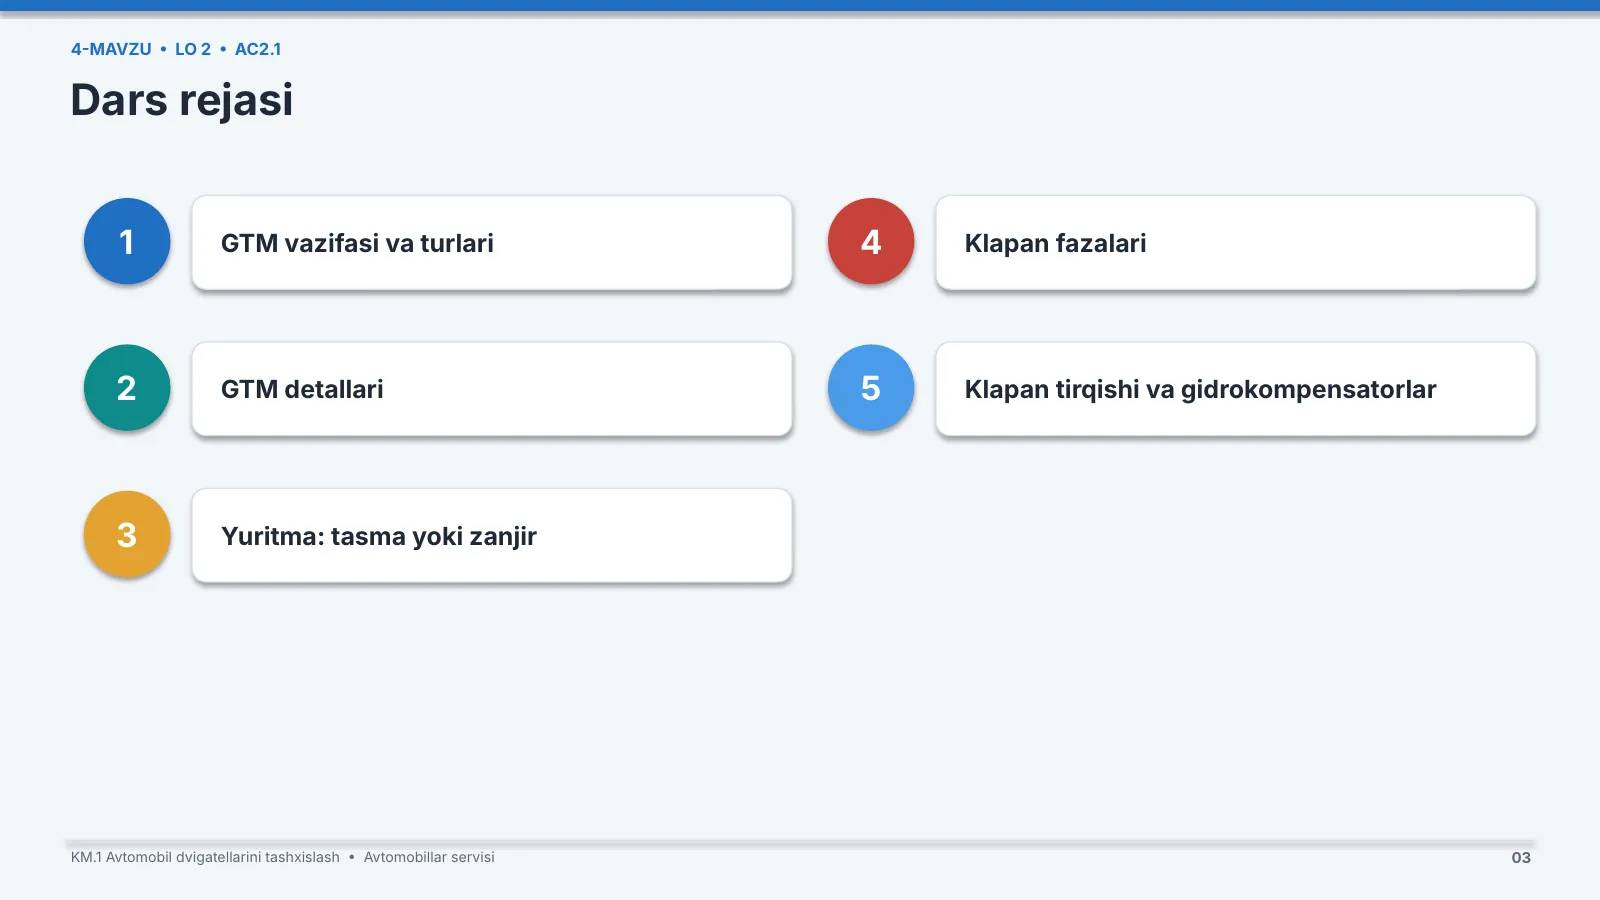 4-MAVZU • LO 2 • AC2.1
Dars rejasi
1
GTM vazifasi va turlari
2
GTM detallari
3
Yuritma: tasma yoki zanjir
4
Klapan fazalari
5
Klapan tirqishi va gidrokompensatorlar
KM.1 Avtomobil dvigatellarini tashxislash • Avtomobillar servisi
03